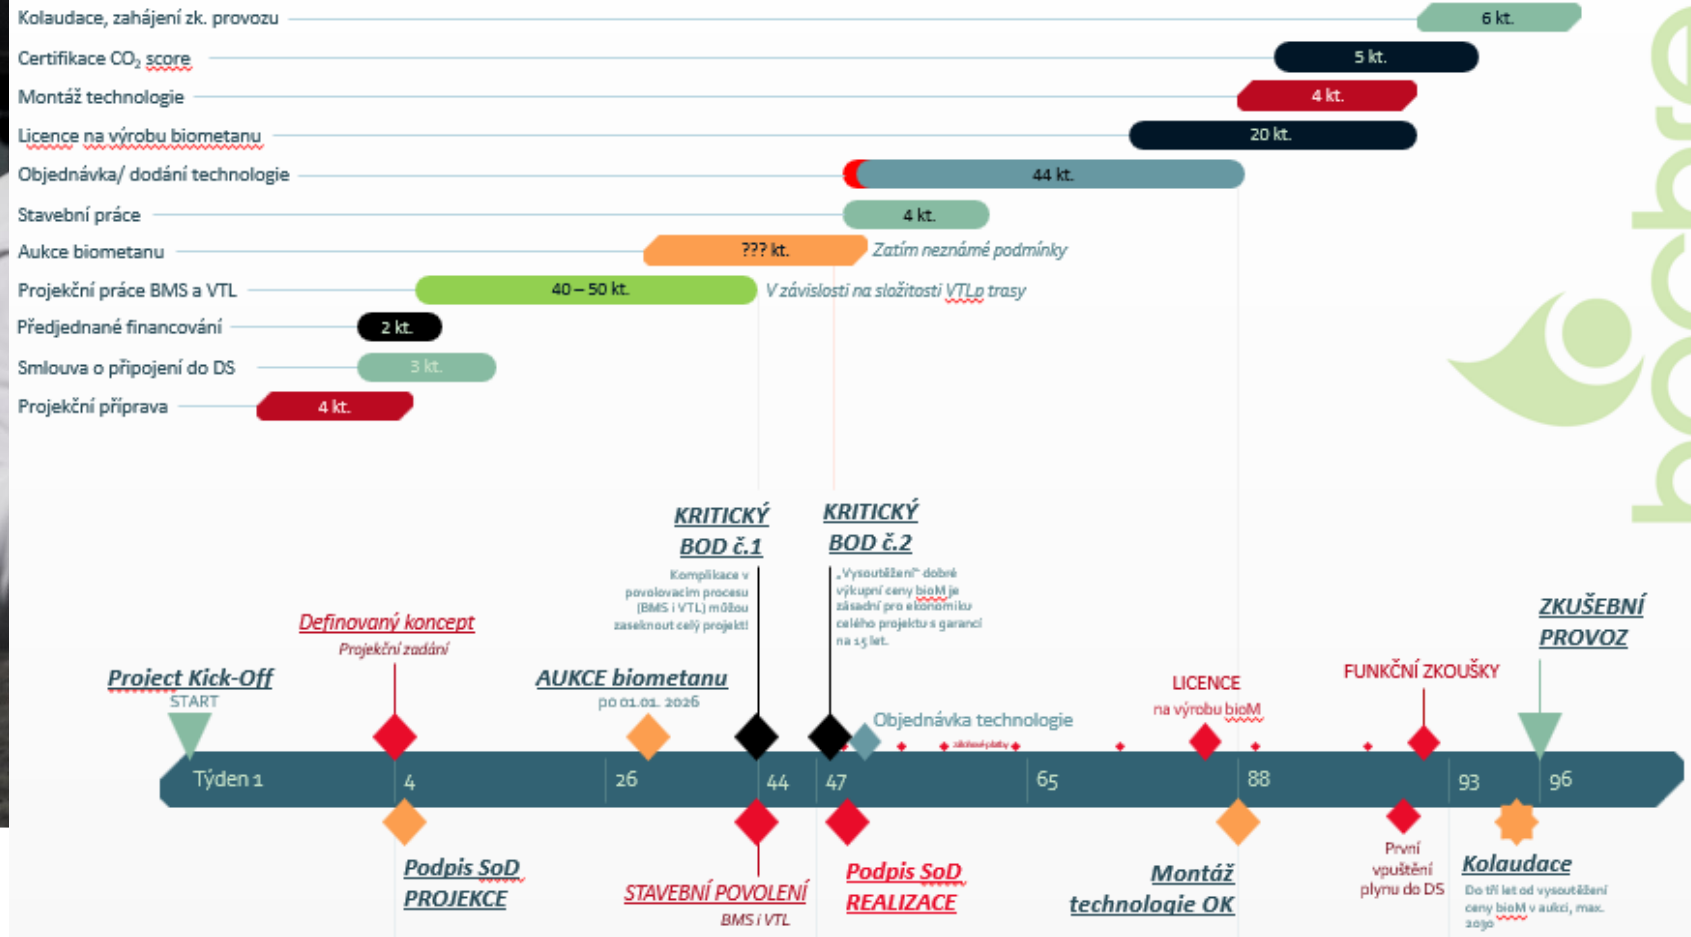 Kolaudace, zahájení zk. provozu
6 kt.
Certifikace CO₂ score
5 kt.
Montáž technologie
4 kt.
Licence na výrobu biometanu
20 kt.
Objednávka/ dodání technologie
44 kt.
Stavební práce
4 kt.
Aukce biometanu
??? kt.
Zatím neznámé podmínky
Projekční práce BMS a VTL
40 – 50 kt.
V závislosti na složitosti VTLp trasy
Předjednané financování
2 kt.
Smlouva o připojení do DS
3 kt.
Projekční příprava
4 kt.
KRITICKÝ
BOD č.1
Komplikace v
povolovacím procesu
(BMS i VTL) můžou
zaseknout celý projekt!
KRITICKÝ
BOD č.2
„Vysoutěžení“ dobré
výkupní ceny bioM je
zásadní pro ekonomiku
celého projektu s garancí
na 15 let.
Definovaný koncept
Projekční zadání
ZKUŠEBNÍ
PROVOZ
Project Kick-Off
START
AUKCE biometanu
po 01.01. 2026
LICENCE
na výrobu bioM
FUNKČNÍ ZKOUŠKY
Objednávka technologie
zálohové platby
Týden 1
4
26
44
47
65
88
93
96
Podpis SoD
PROJEKCE
STAVEBNÍ POVOLENÍ
BMS i VTL
Podpis SoD
REALIZACE
Montáž
technologie OK
První
vpuštění
plynu do DS
Kolaudace
Do tří let od vysoutěžení
ceny bioM v aukci, max.
2030